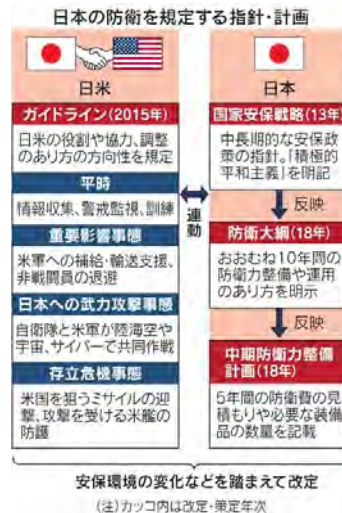 日本の防衛を規定する指針・計画
日米
ガイドライン(2015年)
日米の役割や協力、調整
のあり方の方向性を規定
平時
情報収集、警戒監視、訓練
重要影響事態
米軍への補給・輸送支援、
非戦闘員の退避
日本への武力攻撃事態
自衛隊と米軍が陸海空や
宇宙、サイバーで共同作戦
存立危機事態
米国を狙うミサイルの迎
撃、攻撃を受ける米艦の
防護
連動
日本
国家安保戦略(13年)
中長期的な安保政
策の指針。「積極的
平和主義」を明記
反映
防衛大綱(18年)
おおむね10年間の
防衛力整備や運用
のあり方を明示
反映
中期防衛力整備
計画(18年)
5年間の防衛費の見
積もりや必要な装備
品の数量を記載
安保環境の変化などを踏まえて改定
(注)カッコ内は改定・策定年次